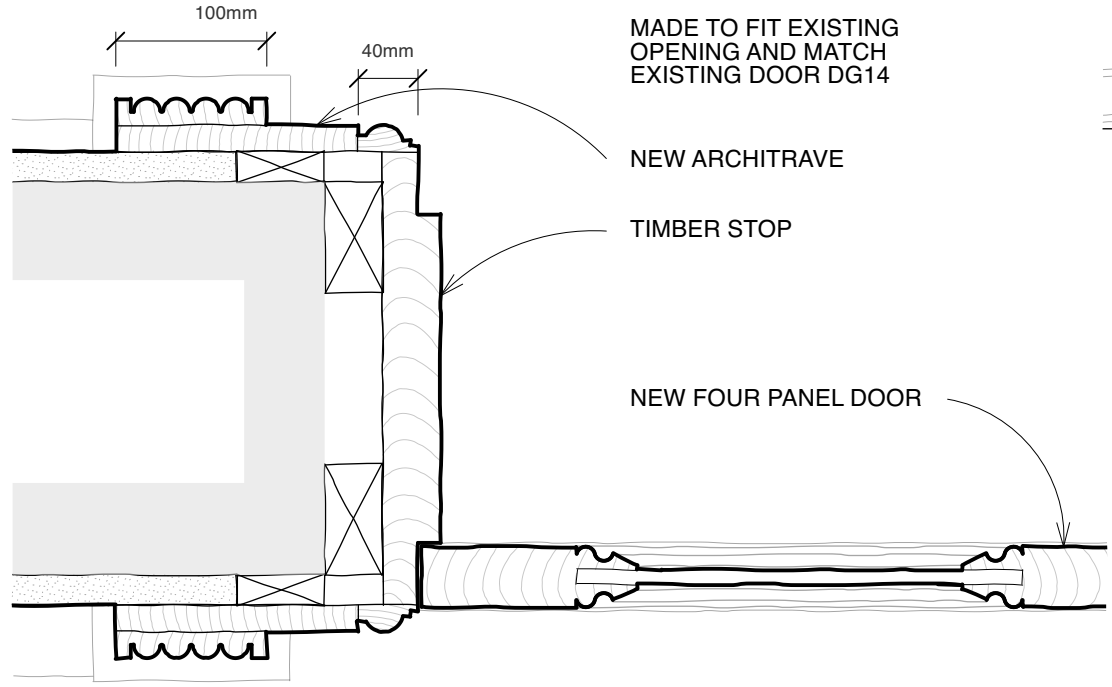 100mm
40mm
MADE TO FIT EXISTING
OPENING AND MATCH
EXISTING DOOR DG14
NEW ARCHITRAVE
TIMBER STOP
NEW FOUR PANEL DOOR